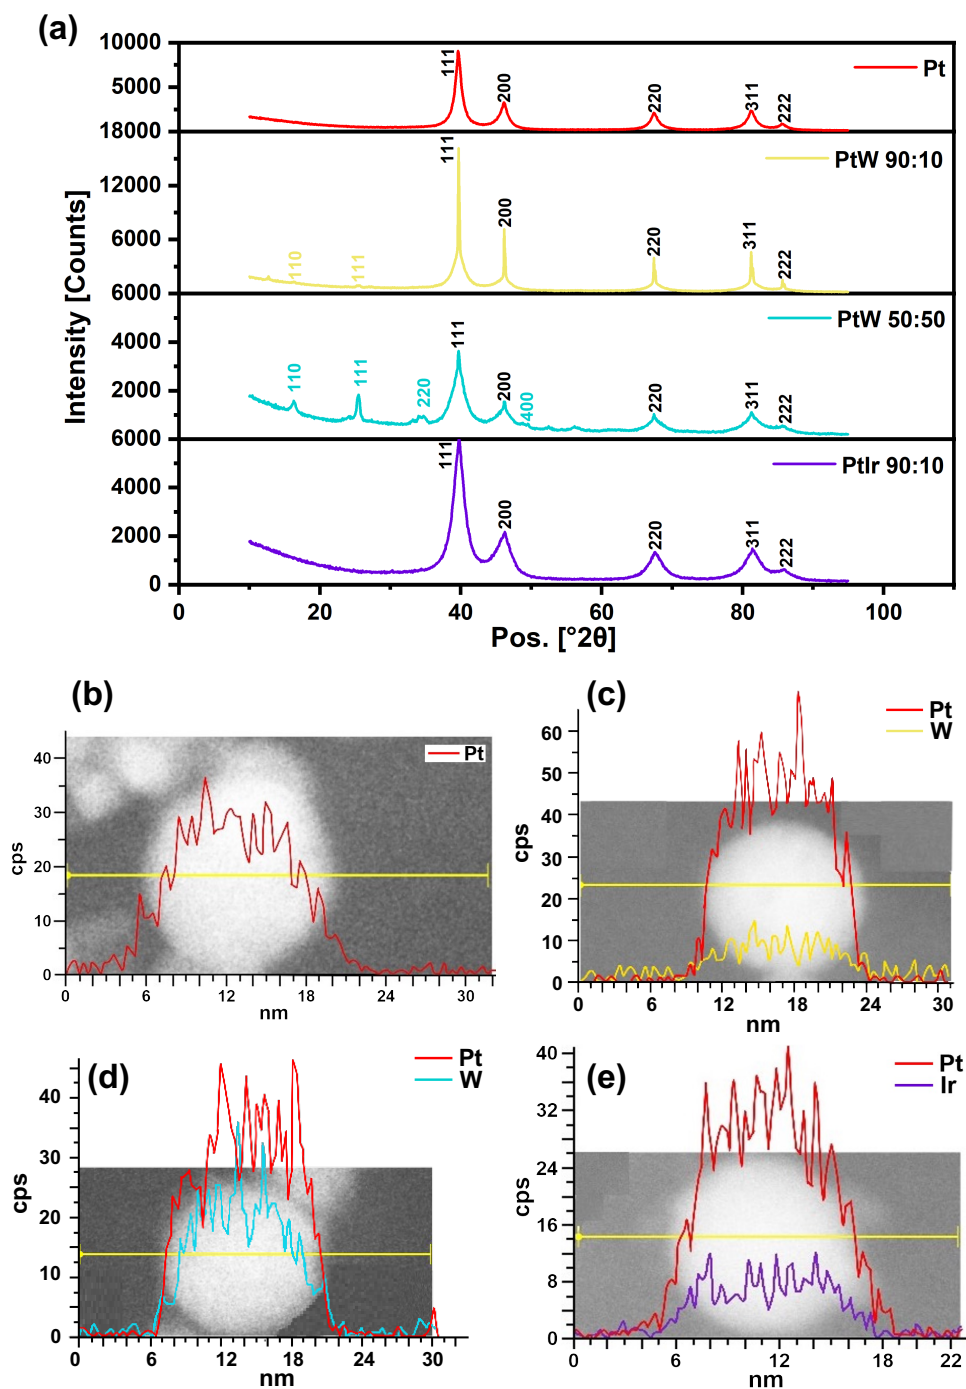 (a)
10000
5000
18000
12000
6000
6000
4000
2000
6000
4000
2000
0
Intensity [Counts]
111
200
220
311
222
Pt
110
111
111
200
220
311
222
PtW 90:10
110
111
220
111
200
400
220
311
222
PtW 50:50
111
200
220
311
222
PtIr 90:10
0 20 40 60 80 100
Pos. [°2θ]
(b)
Pt
cps
40
30
20
10
0
0 6 12 18 24 30
nm
(c)
Pt
W
cps
60
50
40
30
20
10
0
0 6 12 18 24 30
nm
(d)
Pt
W
cps
40
30
20
10
0
0 6 12 18 24 30
nm
(e)
Pt
Ir
cps
40
32
24
16
8
0
0 6 12 18 22
nm